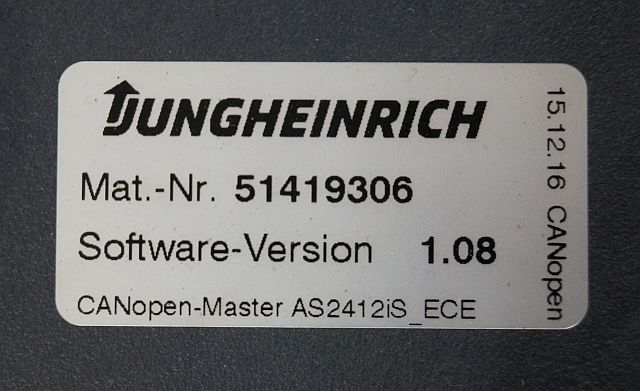 JUNGHEINRICH
Mat.-Nr. 51419306
Software-Version 1.08
CANopen-Master AS2412iS_ECE
15.12.16 CANopen